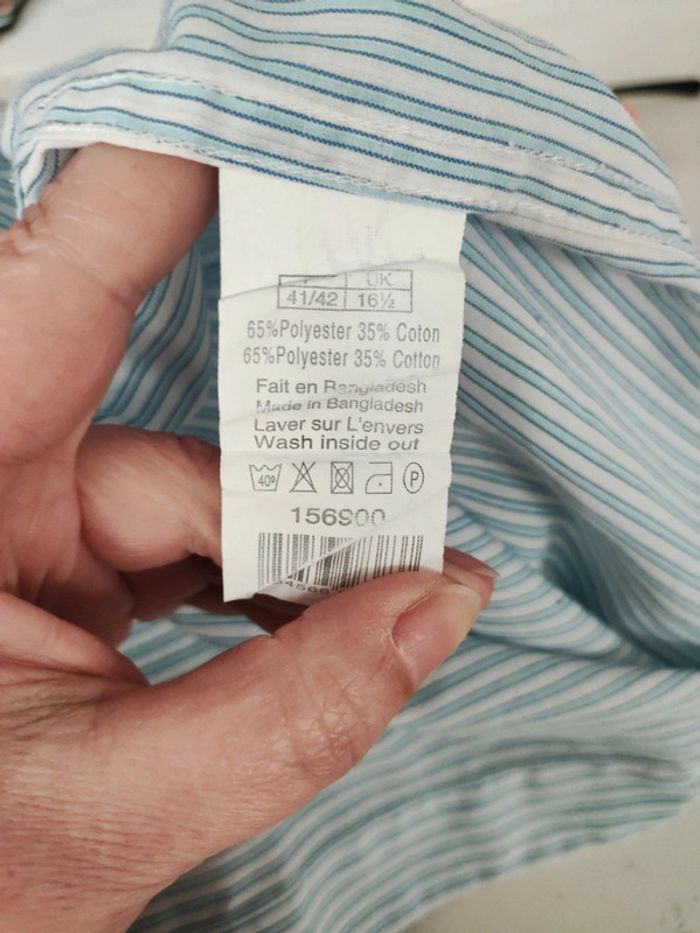 UK
41/42 16½
65%Polyester 35% Coton
65%Polyester 35% Cotton
Fait en Bangladesh
Made in Bangladesh
Laver sur L'envers
Wash inside out
40° P
156900